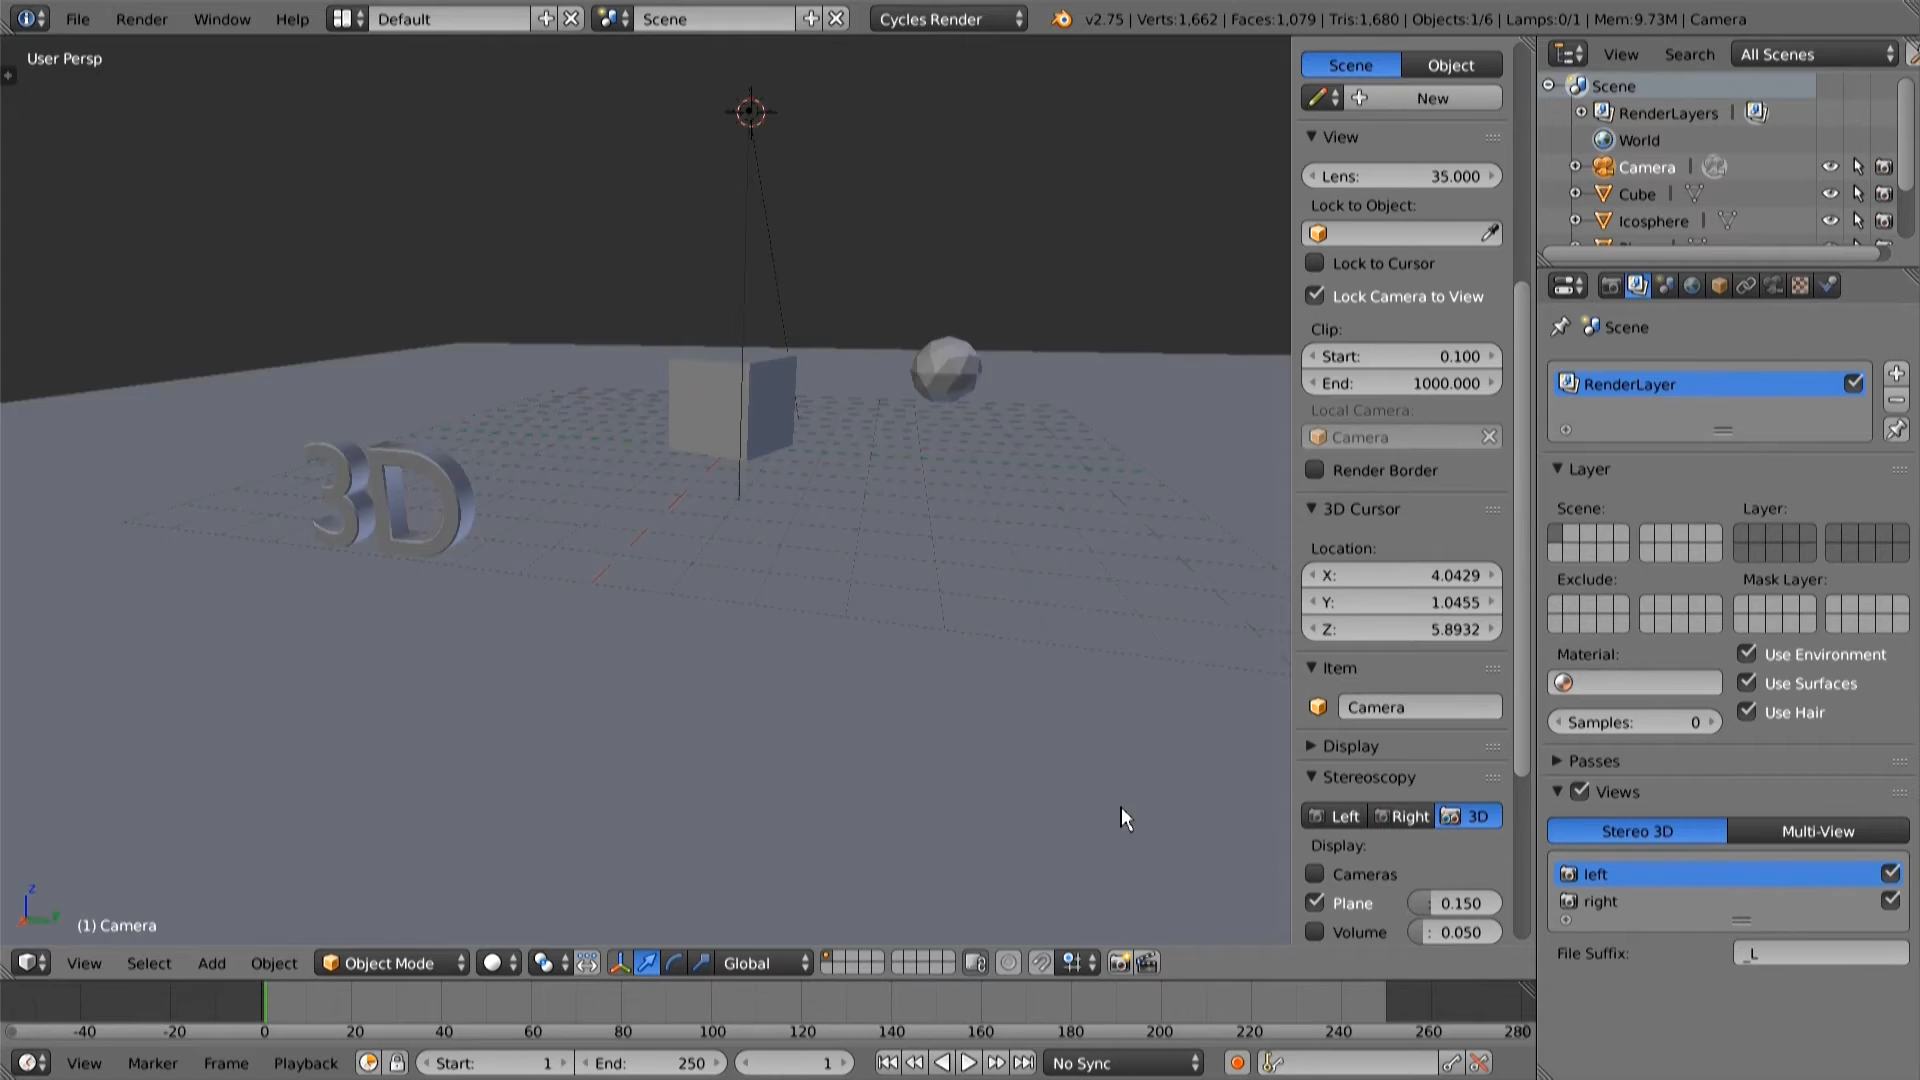 File Render Window Help Default Scene Cycles Render v2.75 | Verts:1,662 | Faces:1,079 | Tris:1,680 | Objects:1/6 | Lamps:0/1 | Mem:9.73M | Camera
User Persp
3D
(1) Camera
Scene Object
New
View
Lens: 35.000
Lock to Object:
Lock to Cursor
Lock Camera to View
Clip:
Start: 0.100
End: 1000.000
Local Camera:
Camera
Render Border
3D Cursor
Location:
X: 4.0429
Y: 1.0455
Z: 5.8932
Item
Camera
Display
Stereoscopy
Left Right 3D
Display:
Cameras
Plane : 0.150
Volume : 0.050
View Search All Scenes
Scene
RenderLayers |
World
Camera |
Cube |
Icosphere |
Scene
RenderLayer
Layer
Scene: Layer:
Exclude: Mask Layer:
Material: Use Environment
Use Surfaces
Samples: 0 Use Hair
Passes
Views
Stereo 3D Multi-View
left
right
File Suffix: _L
View Select Add Object Object Mode Global
-40 -20 0 20 40 60 80 100 120 140 160 180 200 220 240 260 280
View Marker Frame Playback Start: 1 End: 250 1 No Sync
z